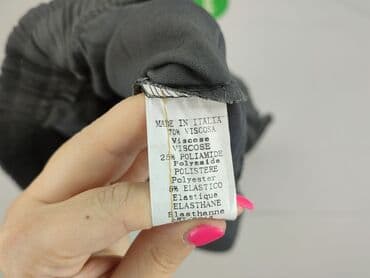 MADE IN ITALIA
70% VISCOSA
Viscose
VISCOSE
25% POLIAMIDE
Polyamide
POLISTERE
Polyester
5% ELASTICO
Elastique
ELASTHANE
Elasthanne